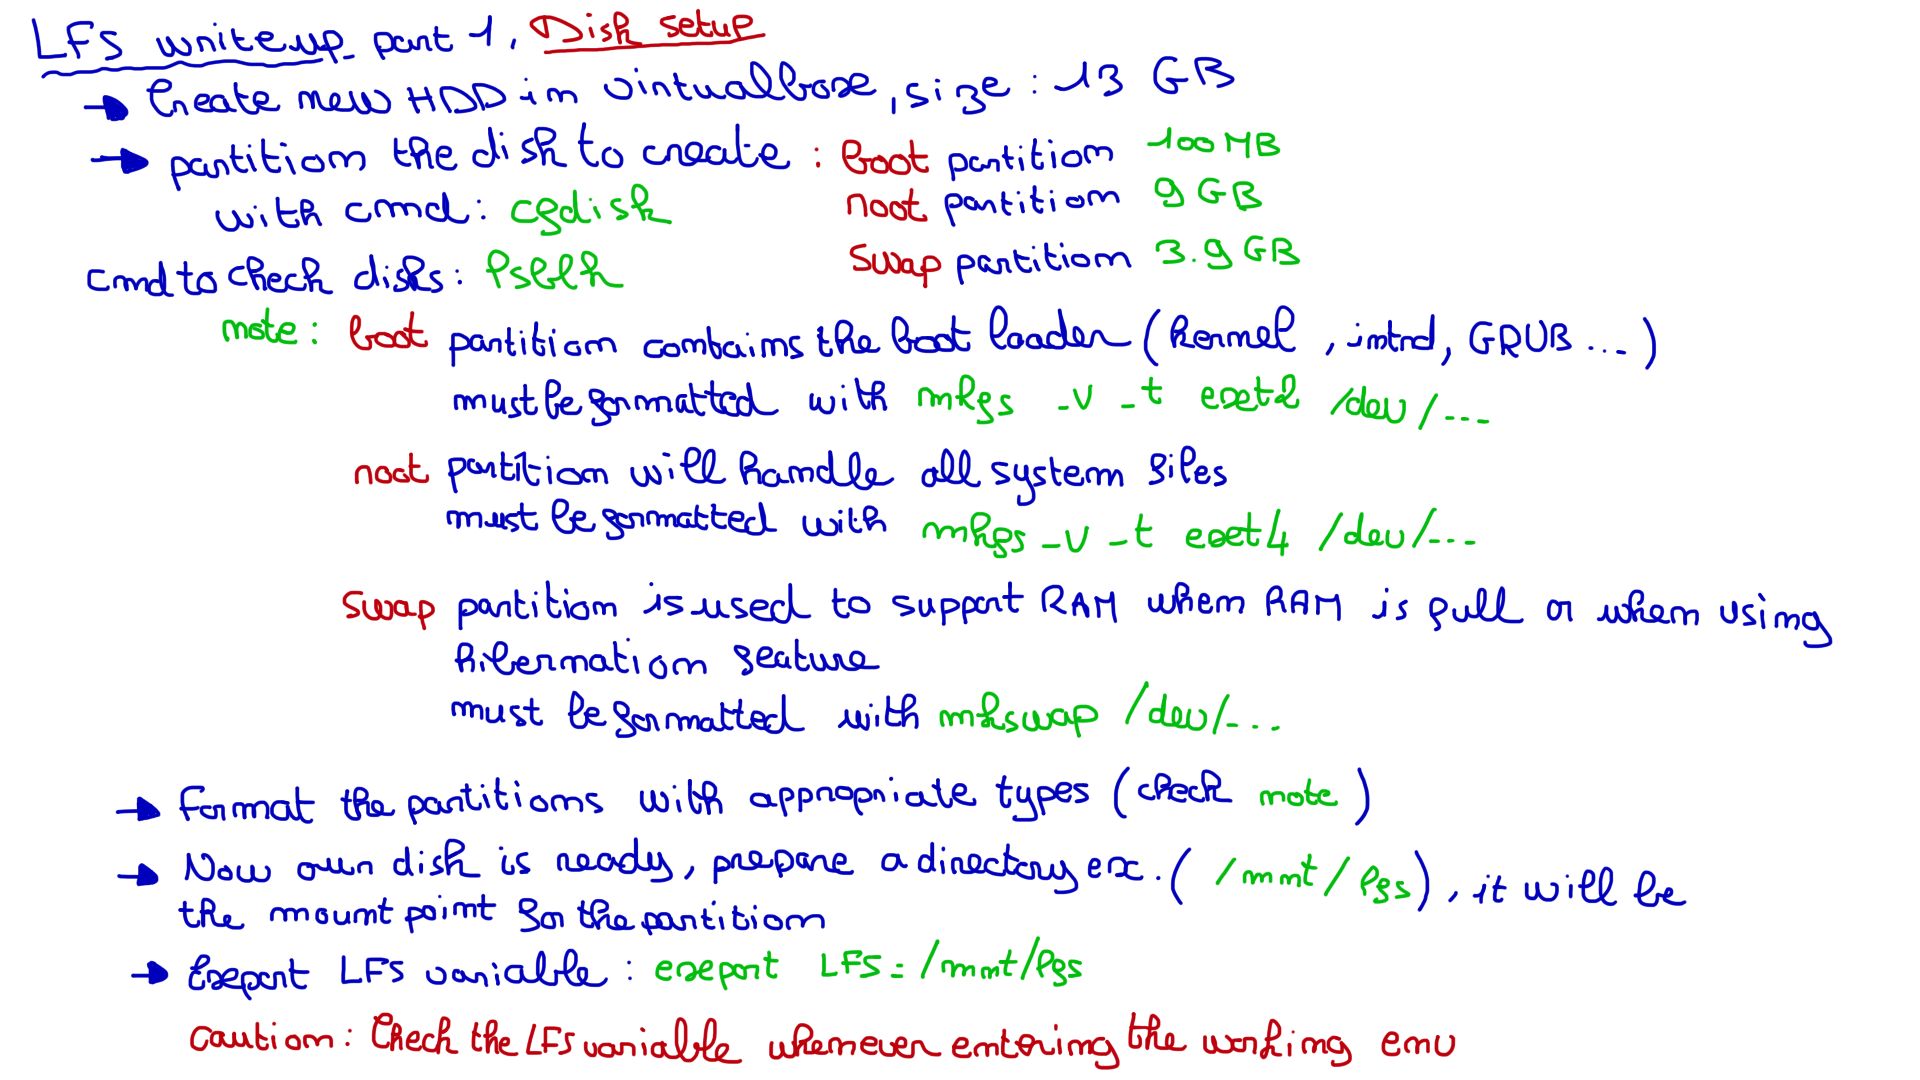 LFS writeup part 1, Disk setup
→ Create new HDD in virtualbox, size : 13 GB
→ partition the disk to create : boot partition 100MB
with cmd : cgdisk root partition 9 GB
swap partition 3.9 GB
cmd to check disks : lsblk
note : boot partition contains the boot loader (kernel, initrd, GRUB ...)
must be formatted with mkfs -v -t ext2 /dev/...
root partition will handle all system files
must be formatted with mkfs -v -t ext4 /dev/...
swap partition is used to support RAM when RAM is full or when using
hibernation feature
must be formatted with mkswap /dev/...
→ Format the partitions with appropriate types (check note)
→ Now our disk is ready, prepare a directory ex. ( /mnt/lfs ), it will be
the mount point for the partition
→ Export LFS variable : export LFS=/mnt/lfs
caution : Check the LFS variable whenever entering the working env